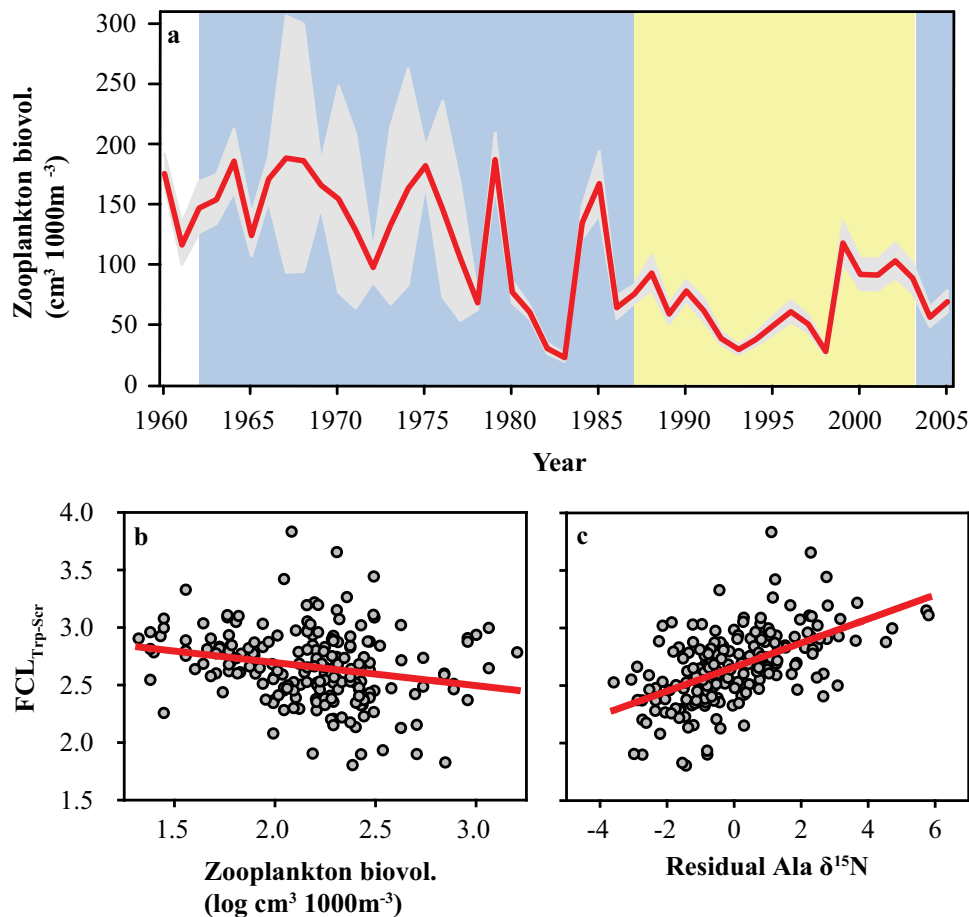 a
300
250
200
150
100
50
0
Zooplankton biovol.
(cm³ 1000m⁻³)
1960 1965 1970 1975 1980 1985 1990 1995 2000 2005
Year
b
4.0
3.5
3.0
2.5
2.0
1.5
FCL Trp-Scr
1.5 2.0 2.5 3.0
Zooplankton biovol.
(log cm³ 1000m⁻³)
c
-4 -2 0 2 4 6
Residual Ala δ¹⁵N